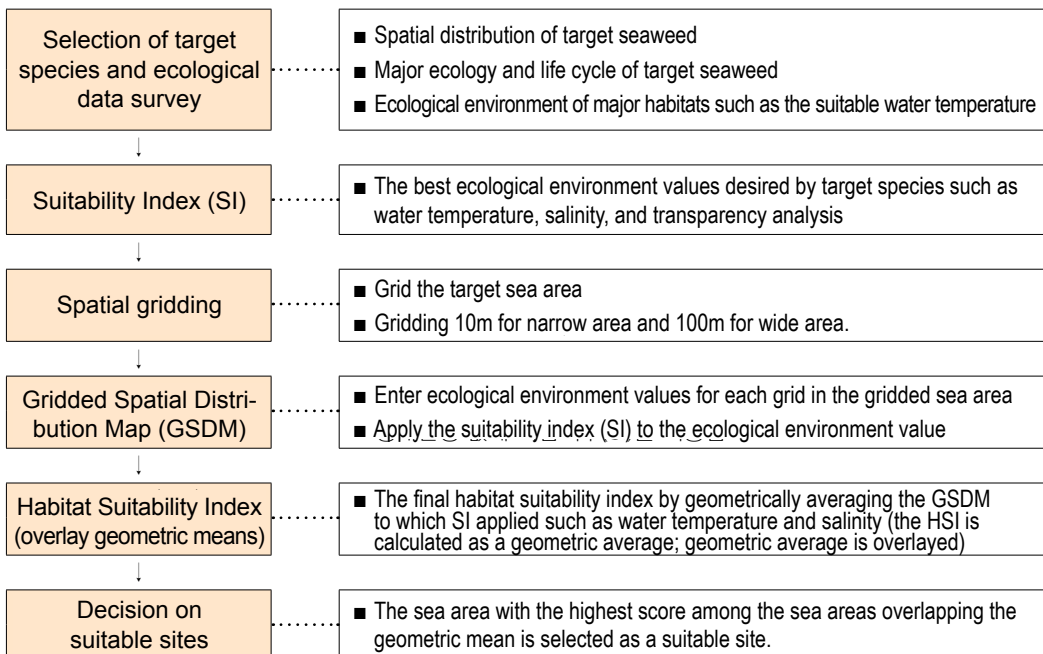 Selection of target
species and ecological
data survey
■ Spatial distribution of target seaweed
■ Major ecology and life cycle of target seaweed
■ Ecological environment of major habitats such as the suitable water temperature
Suitability Index (SI)
■ The best ecological environment values desired by target species such as
water temperature, salinity, and transparency analysis
Spatial gridding
■ Grid the target sea area
■ Gridding 10m for narrow area and 100m for wide area.
Gridded Spatial Distri-
bution Map (GSDM)
■ Enter ecological environment values for each grid in the gridded sea area
■ Apply the suitability index (SI) to the ecological environment value
Habitat Suitability Index
(overlay geometric means)
■ The final habitat suitability index by geometrically averaging the GSDM
to which SI applied such as water temperature and salinity (the HSI is
calculated as a geometric average; geometric average is overlayed)
Decision on
suitable sites
■ The sea area with the highest score among the sea areas overlapping the
geometric mean is selected as a suitable site.